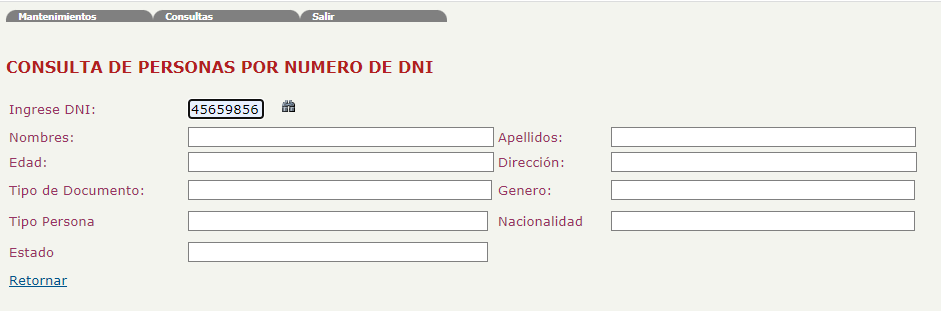 Mantenimientos Consultas Salir
CONSULTA DE PERSONAS POR NUMERO DE DNI
Ingrese DNI: 45659856
Nombres: Apellidos:
Edad: Dirección:
Tipo de Documento: Genero:
Tipo Persona Nacionalidad
Estado
Retornar